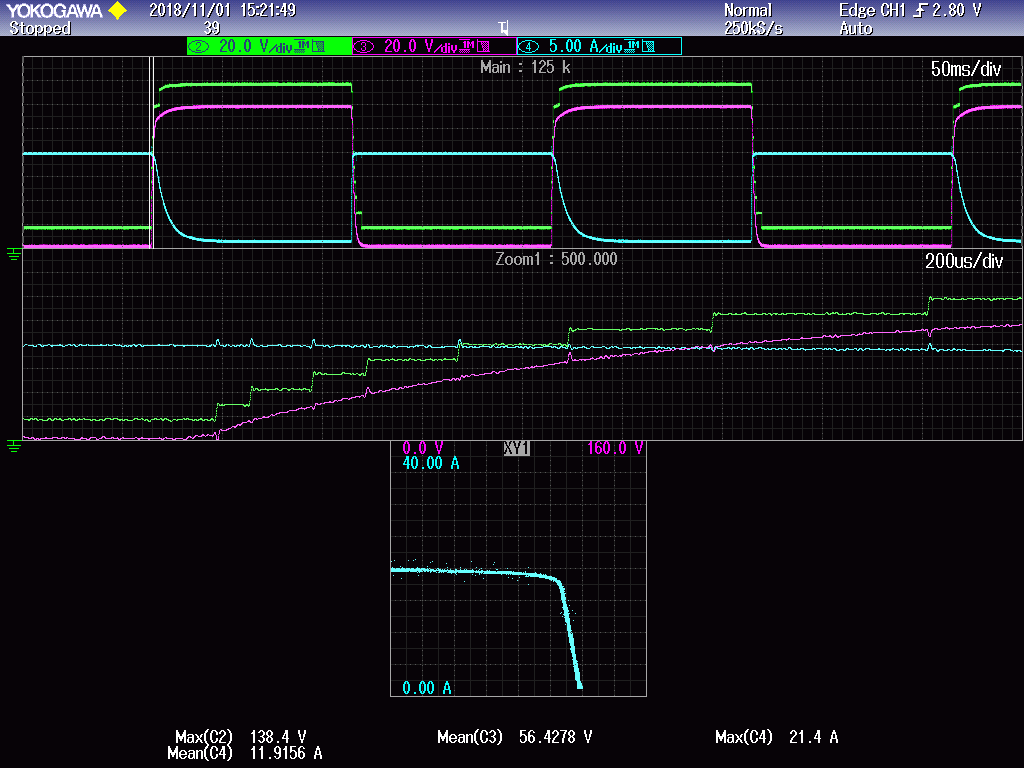 YOKOGAWA 2018/11/01 15:21:49 Normal Edge CH1 2.80 V
Stopped 39 T 250kS/s Auto
2 20.0 V/div 1M 3 20.0 V/div 1M 4 5.00 A/div 1M
Main : 125 k 50ms/div
Zoom1 : 500.000 200us/div
0.0 V XY1 160.0 V
40.00 A
0.00 A
Max(C2) 138.4 V Mean(C3) 56.4278 V Max(C4) 21.4 A
Mean(C4) 11.9156 A